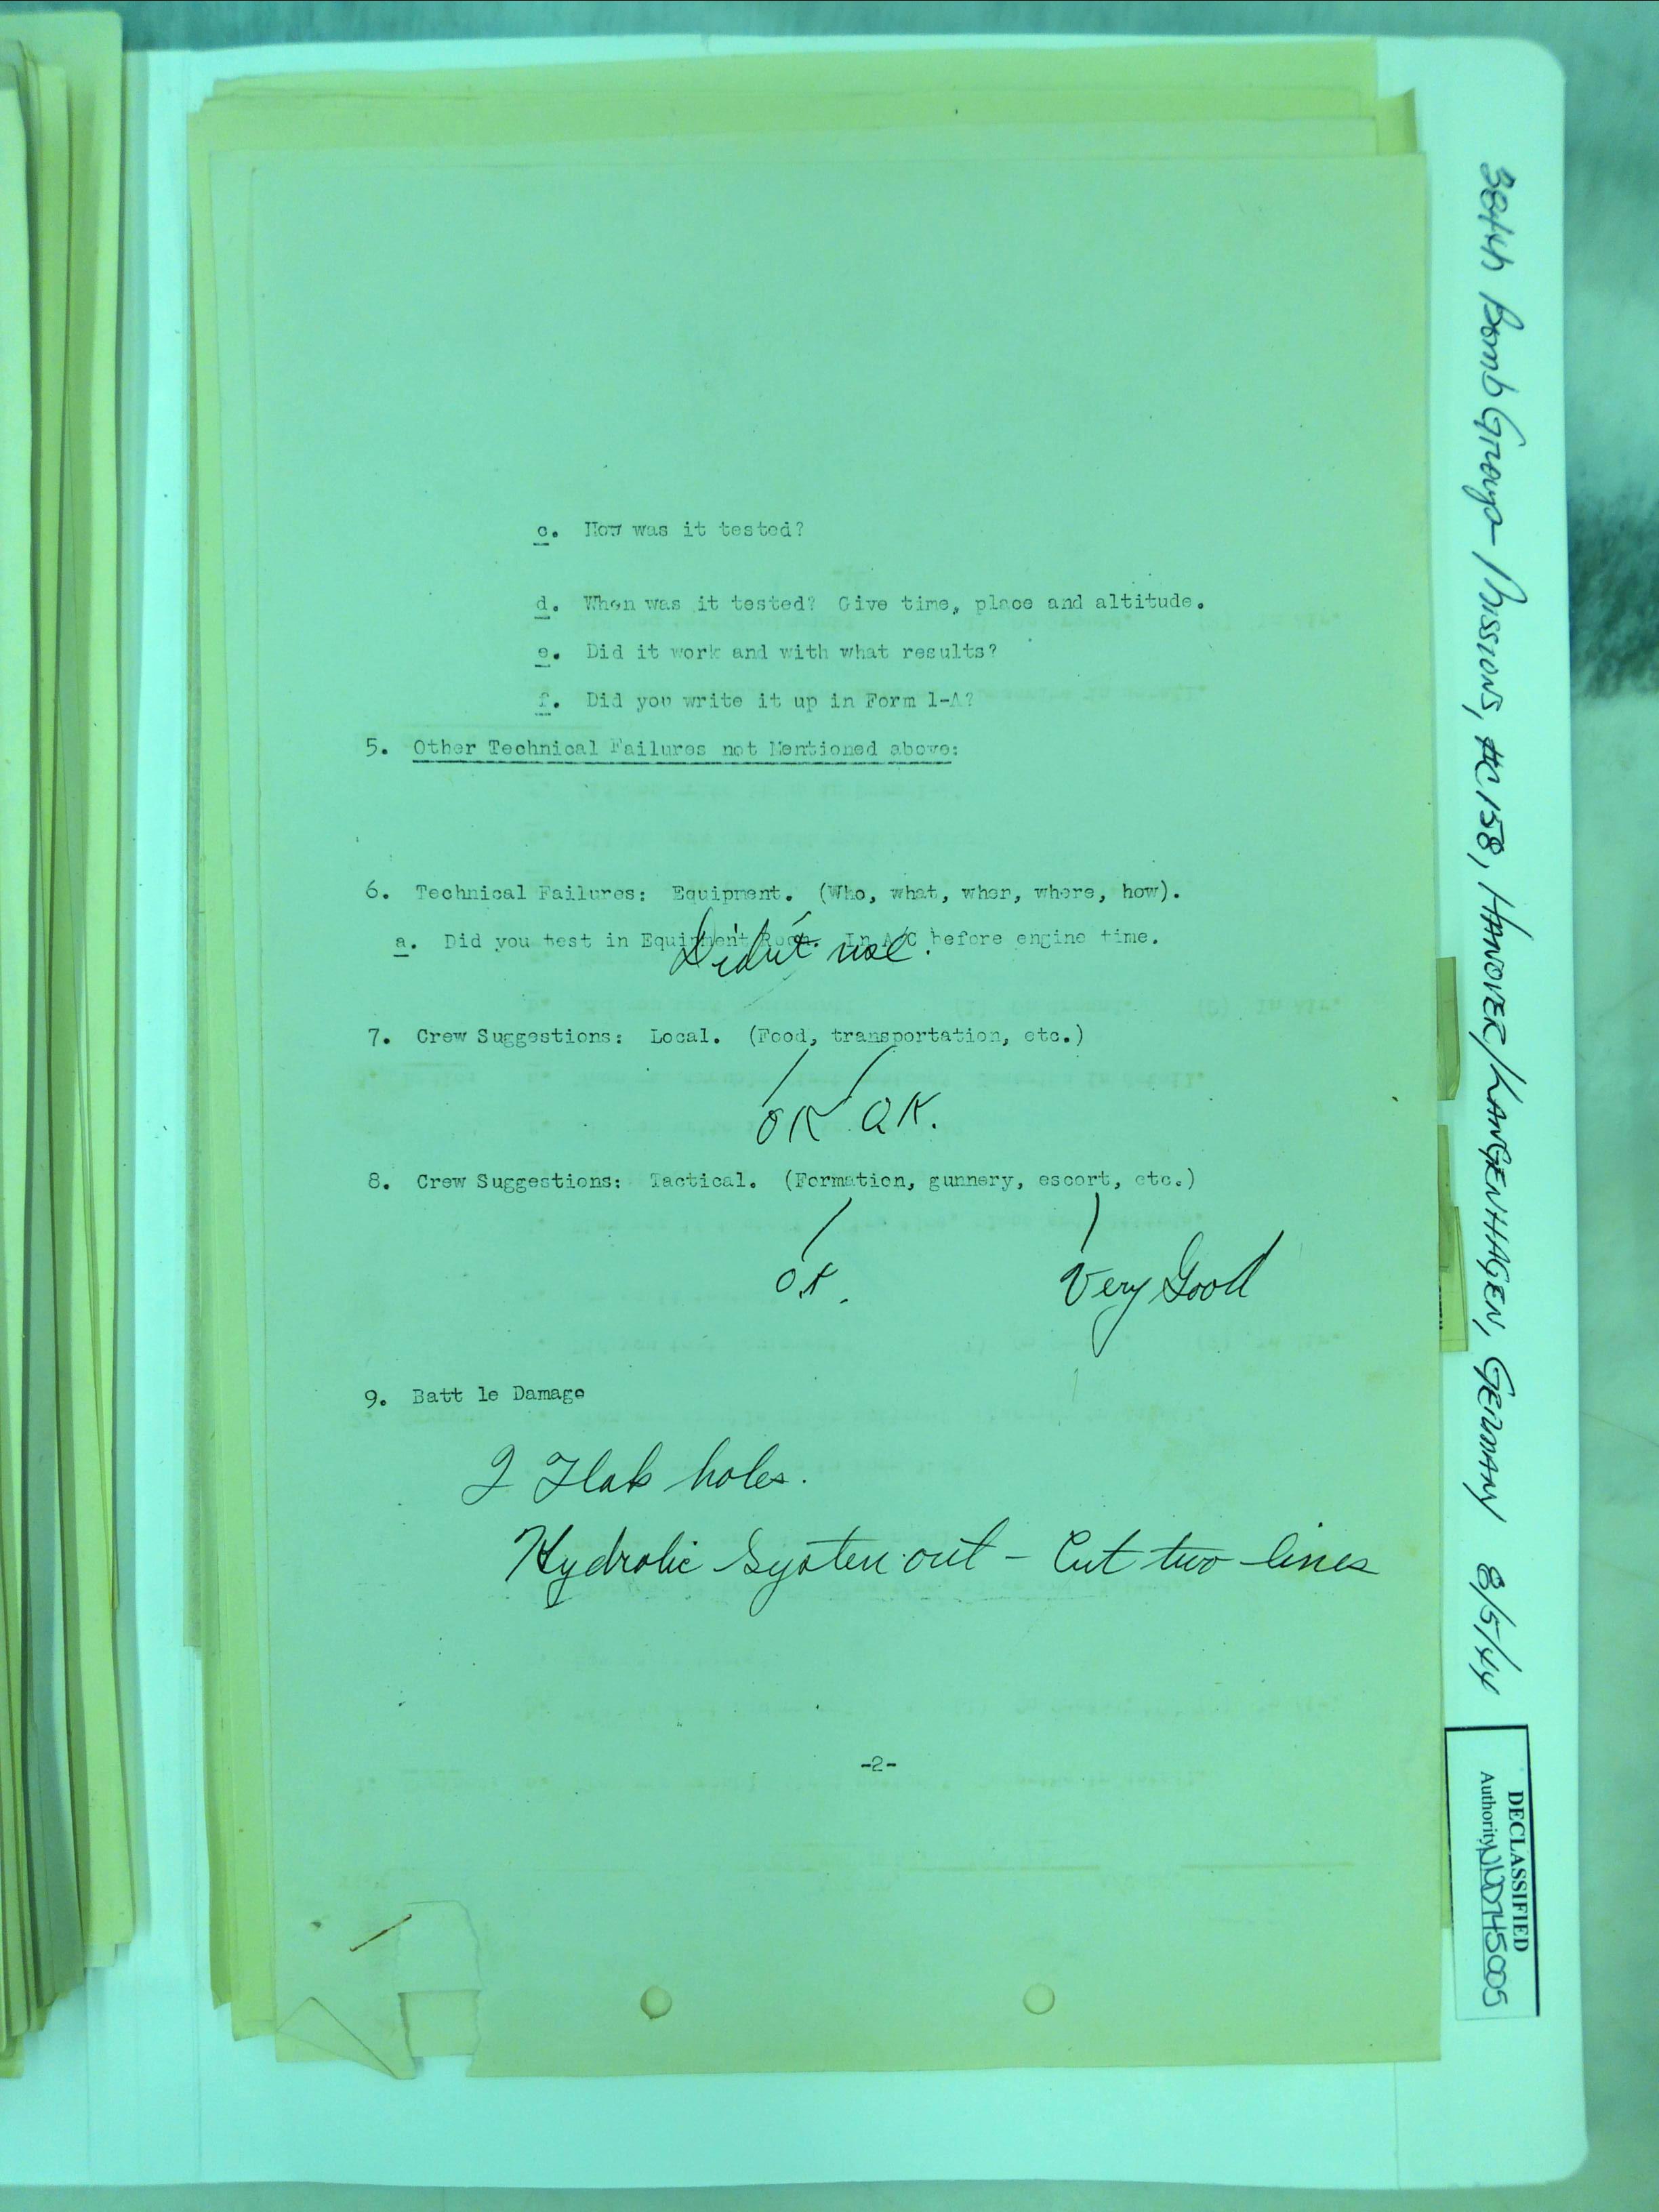 c. How was it tested?
d. When was it tested? Give time, place and altitude.
e. Did it work and with what results?
f. Did you write it up in Form 1-A?
5. Other Technical Failures not Mentioned above:
6. Technical Failures: Equipment. (Who, what, when, where, how).
a. Did you test in Equipment Room. In A/C before engine time.
Didn't use.
7. Crew Suggestions: Local. (Food, transportation, etc.)
OK OK.
8. Crew Suggestions: Tactical. (Formation, gunnery, escort, etc.)
O.K. Very Good
9. Batt le Damage
2 Flak holes.
Hydrolic System out - Cut two lines
-2-
384th Bomb Group Missions, #C158, HANOVER/LANGENHAGEN, GERMANY 8/5/44
DECLASSIFIED
Authority NND745005